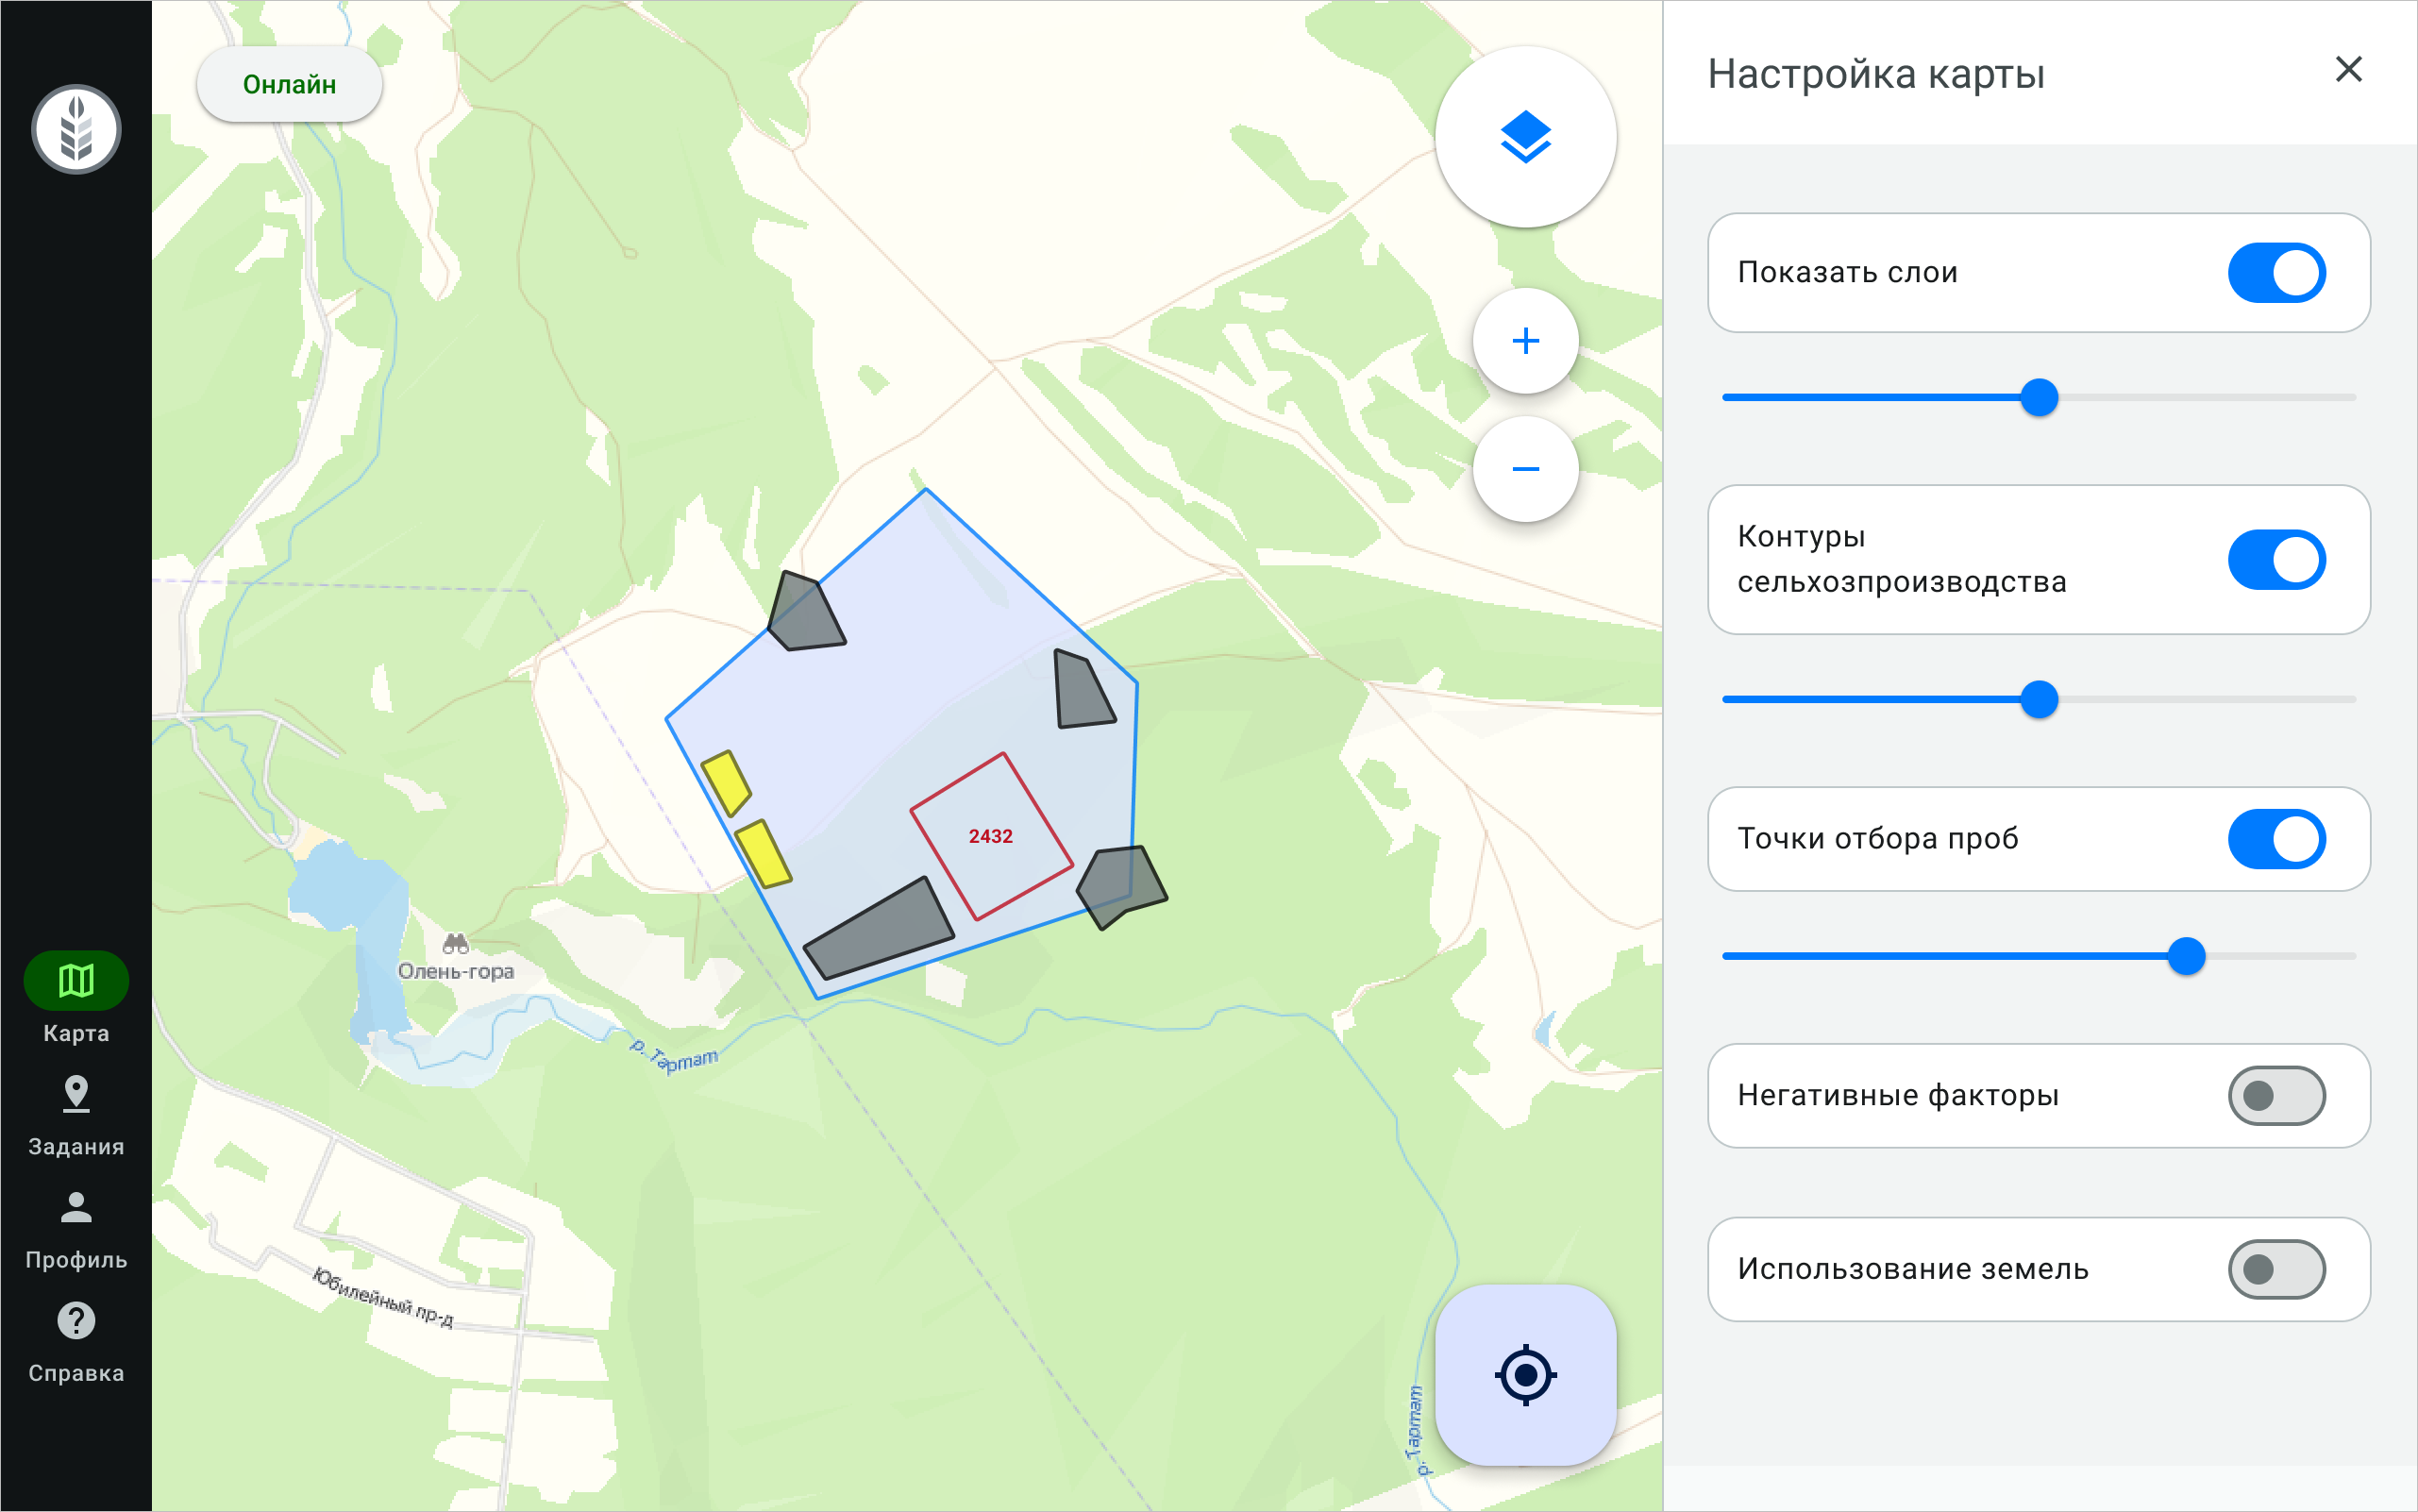 Онлайн
Карта
Задания
Профиль
Справка
2432
Олень-гора
р. Тартат
Юбилейный пр-д
р. Тартат
Настройка карты
Показать слои
Контуры
сельхозпроизводства
Точки отбора проб
Негативные факторы
Использование земель